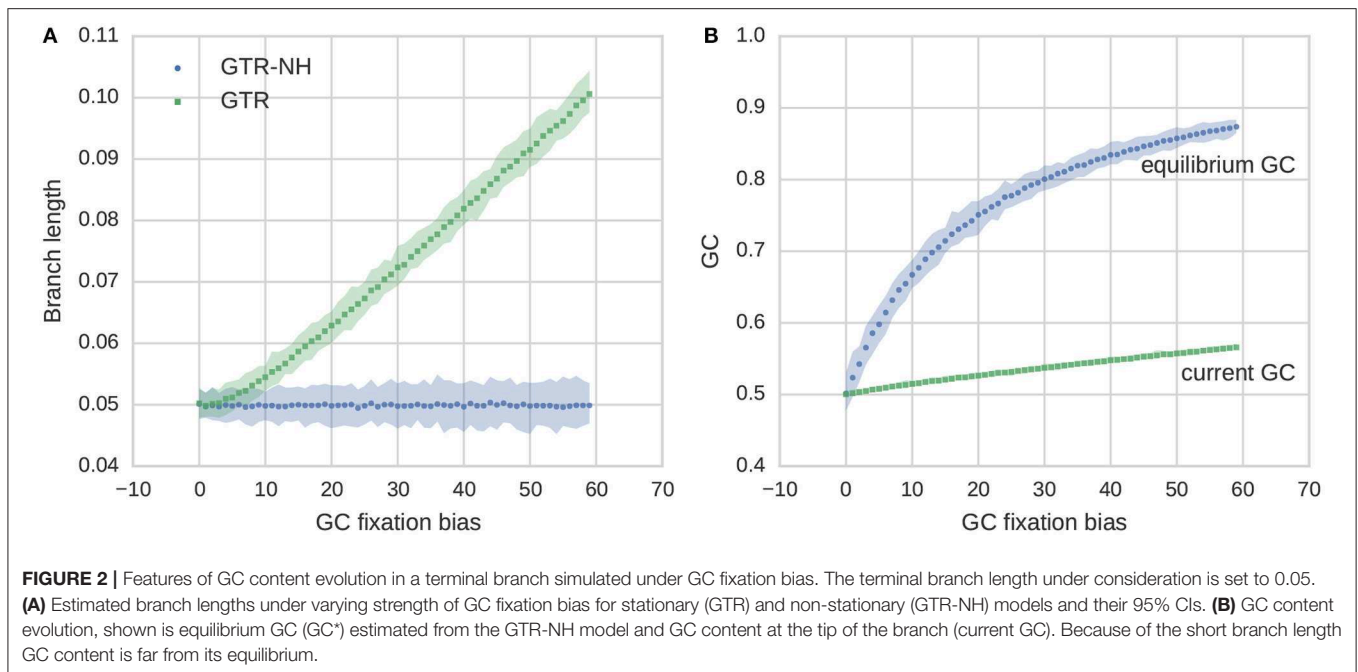 A
0.11
0.10
0.09
0.08
0.07
0.06
0.05
0.04
Branch length
GTR-NH
GTR
−10 0 10 20 30 40 50 60 70
GC fixation bias
B
1.0
0.9
0.8
0.7
0.6
0.5
0.4
GC
equilibrium GC
current GC
−10 0 10 20 30 40 50 60 70
GC fixation bias
FIGURE 2 | Features of GC content evolution in a terminal branch simulated under GC fixation bias. The terminal branch length under consideration is set to 0.05.
(A) Estimated branch lengths under varying strength of GC fixation bias for stationary (GTR) and non-stationary (GTR-NH) models and their 95% CIs. (B) GC content
evolution, shown is equilibrium GC (GC*) estimated from the GTR-NH model and GC content at the tip of the branch (current GC). Because of the short branch length
GC content is far from its equilibrium.